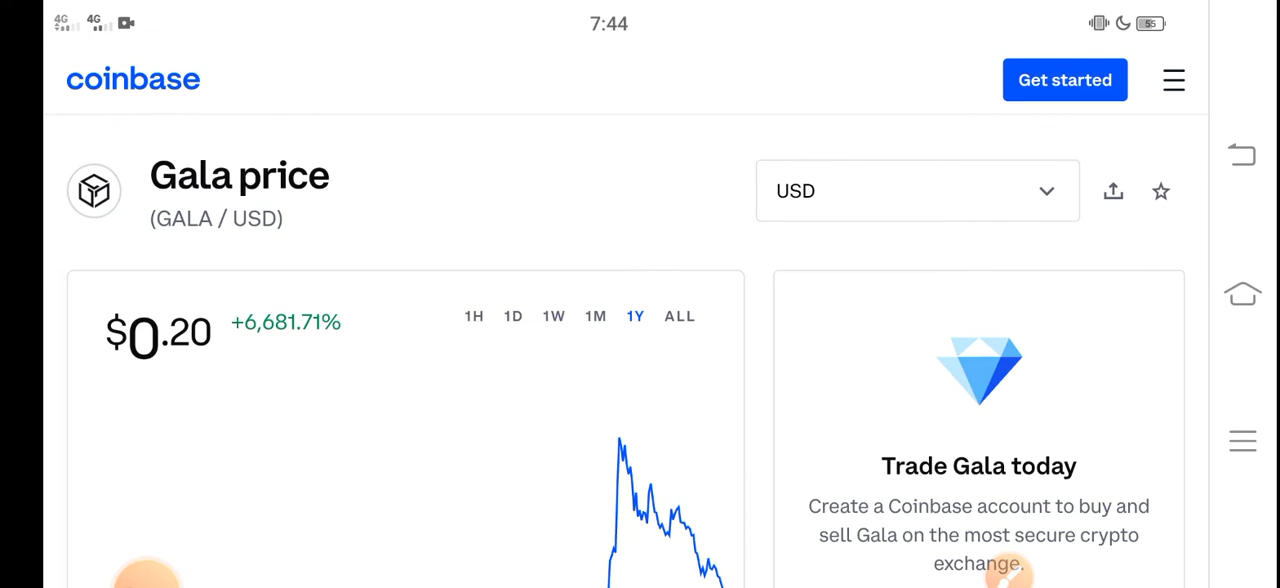 4G 4G 7:44 55
coinbase Get started
Gala price
(GALA / USD)
USD
$0.20 +6,681.71% 1H 1D 1W 1M 1Y ALL
Trade Gala today
Create a Coinbase account to buy and
sell Gala on the most secure crypto
exchange.